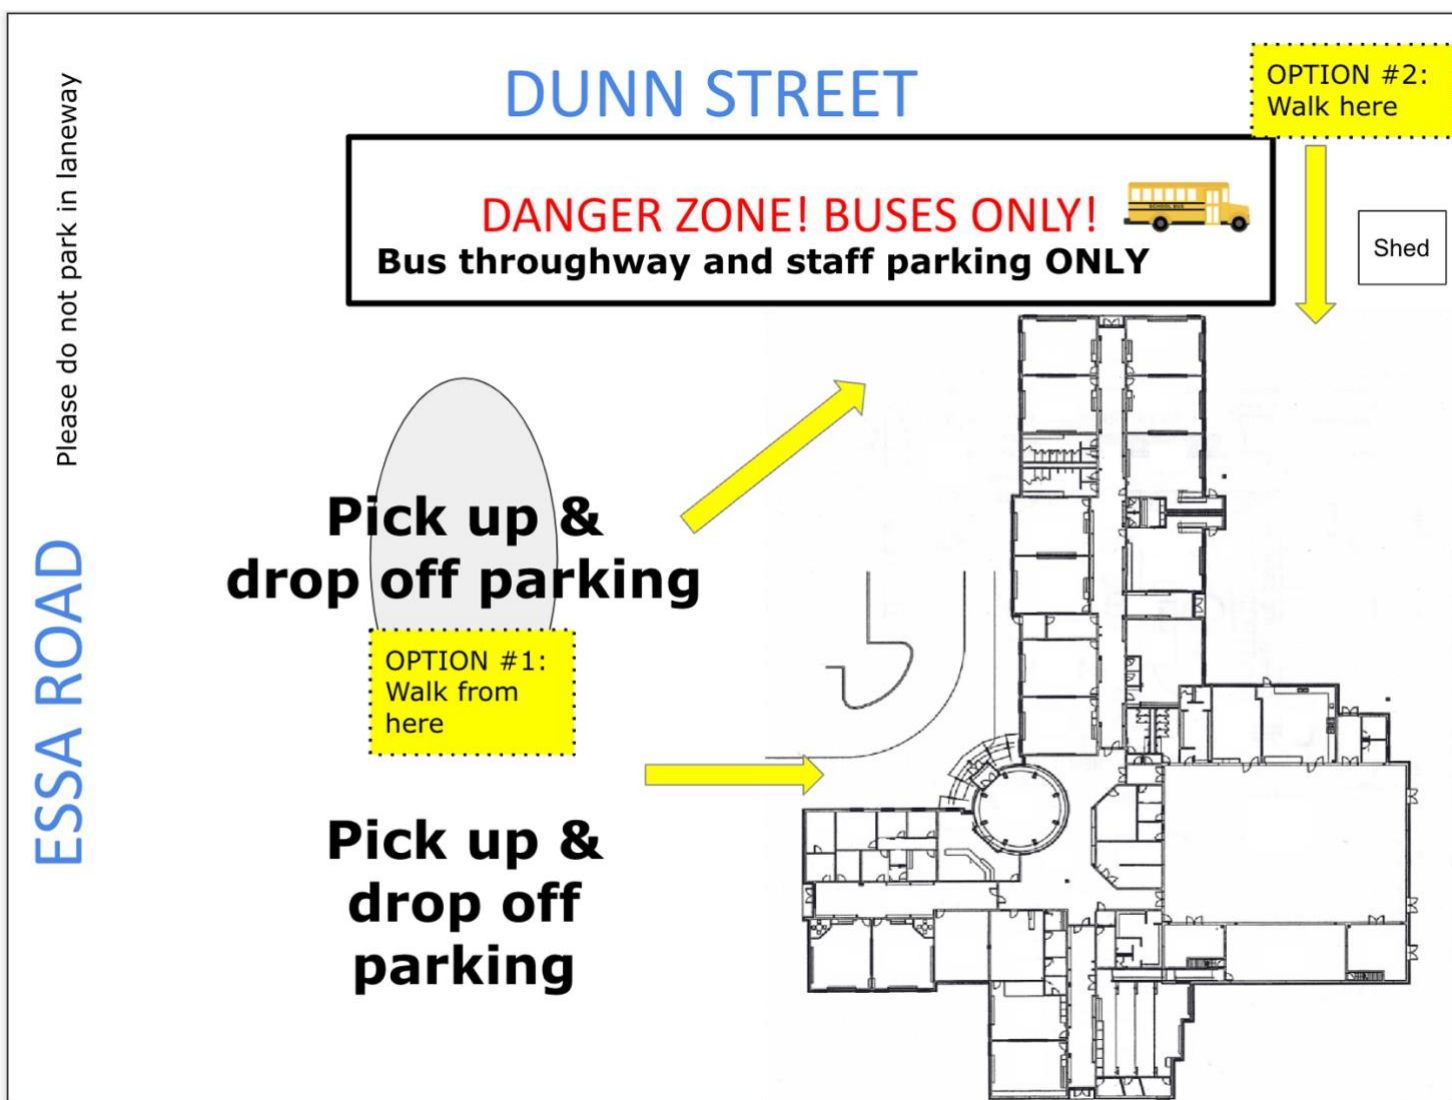 DUNN STREET
OPTION #2:
Walk here
Please do not park in laneway
DANGER ZONE! BUSES ONLY!
SCHOOL BUS
Bus throughway and staff parking ONLY
Shed
Pick up &
drop off parking
ESSA ROAD
OPTION #1:
Walk from
here
Pick up &
drop off
parking